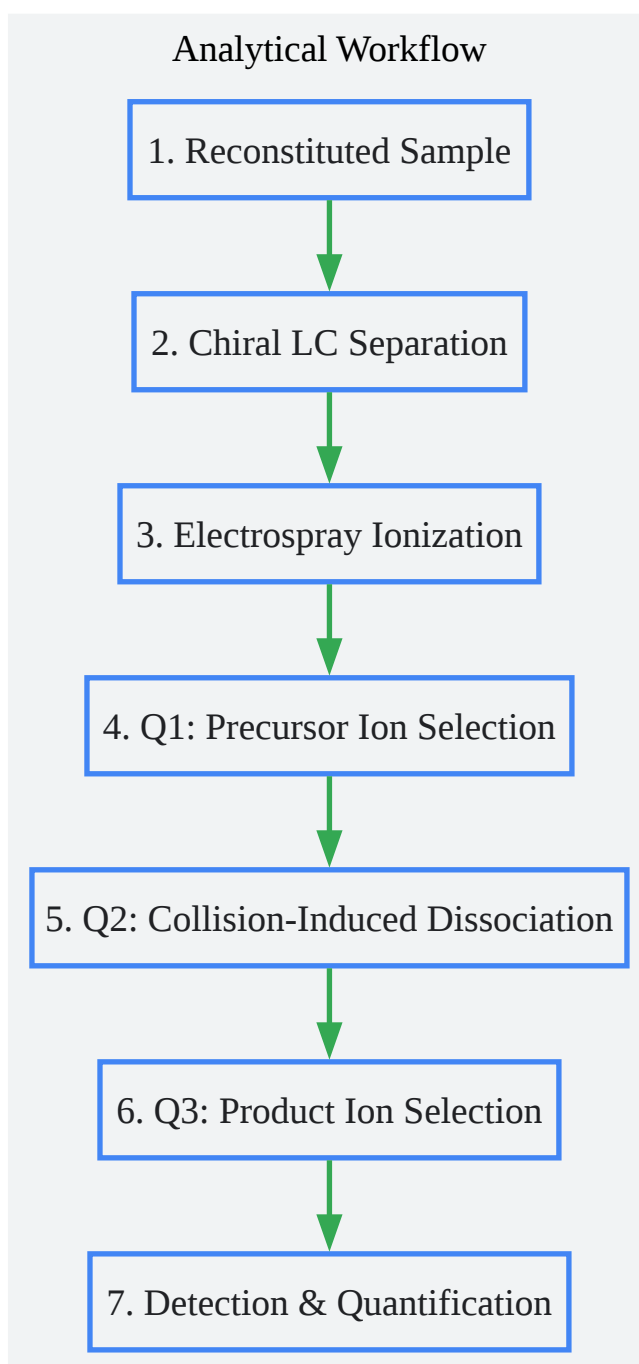 Analytical Workflow
1. Reconstituted Sample
2. Chiral LC Separation
3. Electrospray Ionization
4. Q1: Precursor Ion Selection
5. Q2: Collision-Induced Dissociation
6. Q3: Product Ion Selection
7. Detection & Quantification